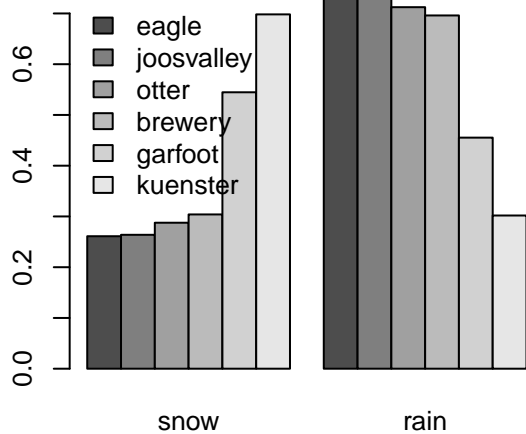 eagle
joosvalley
otter
brewery
garfoot
kuenster
0.6
0.4
0.2
0.0
snow rain